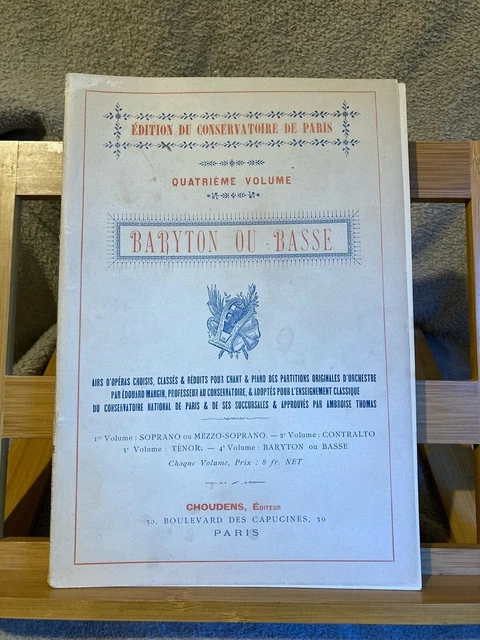 ÉDITION DU CONSERVATOIRE DE PARIS
QUATRIÈME VOLUME
BARYTON OU BASSE
AIRS D'OPÉRAS CHOISIS, CLASSÉS & RÉDUITS POUR CHANT & PIANO DES PARTITIONS ORIGINALES D'ORCHESTRE
PAR ÉDOUARD MANGIN, PROFESSEUR AU CONSERVATOIRE, & ADOPTÉS POUR L'ENSEIGNEMENT CLASSIQUE
DU CONSERVATOIRE NATIONAL DE PARIS & DE SES SUCCURSALES & APPROUVÉS PAR AMBROISE THOMAS
1er Volume : SOPRANO ou MEZZO-SOPRANO. — 2e Volume : CONTRALTO
3e Volume : TÉNOR. — 4e Volume : BARYTON ou BASSE
Chaque Volume, Prix : 8 fr. NET
CHOUDENS, Éditeur
30, BOULEVARD DES CAPUCINES, 30
PARIS